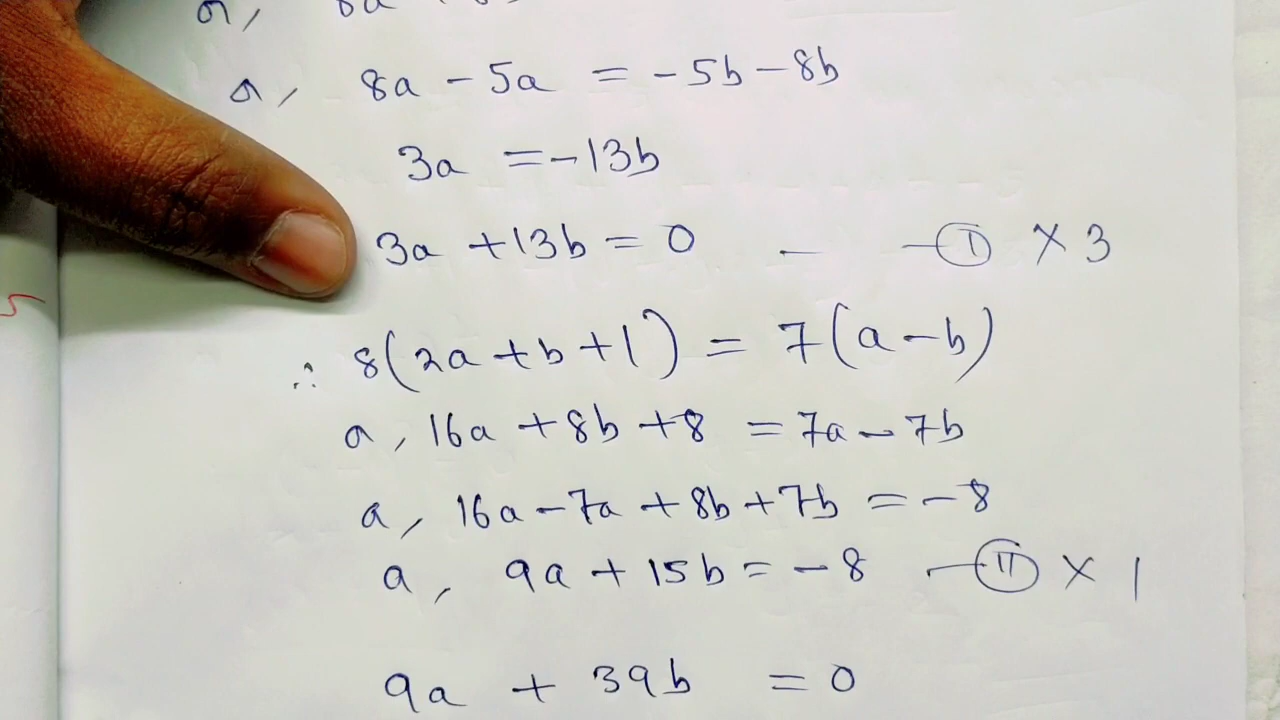 a, 8a - 5a = -5b - 8b
3a = -13b
3a + 13b = 0 — —Ⓘ × 3
∴ 8(2a + b + 1) = 7(a - b)
a, 16a + 8b + 8 = 7a - 7b
a, 16a - 7a + 8b + 7b = -8
a, 9a + 15b = -8 —Ⓘⓘ × 1
9a + 39b = 0